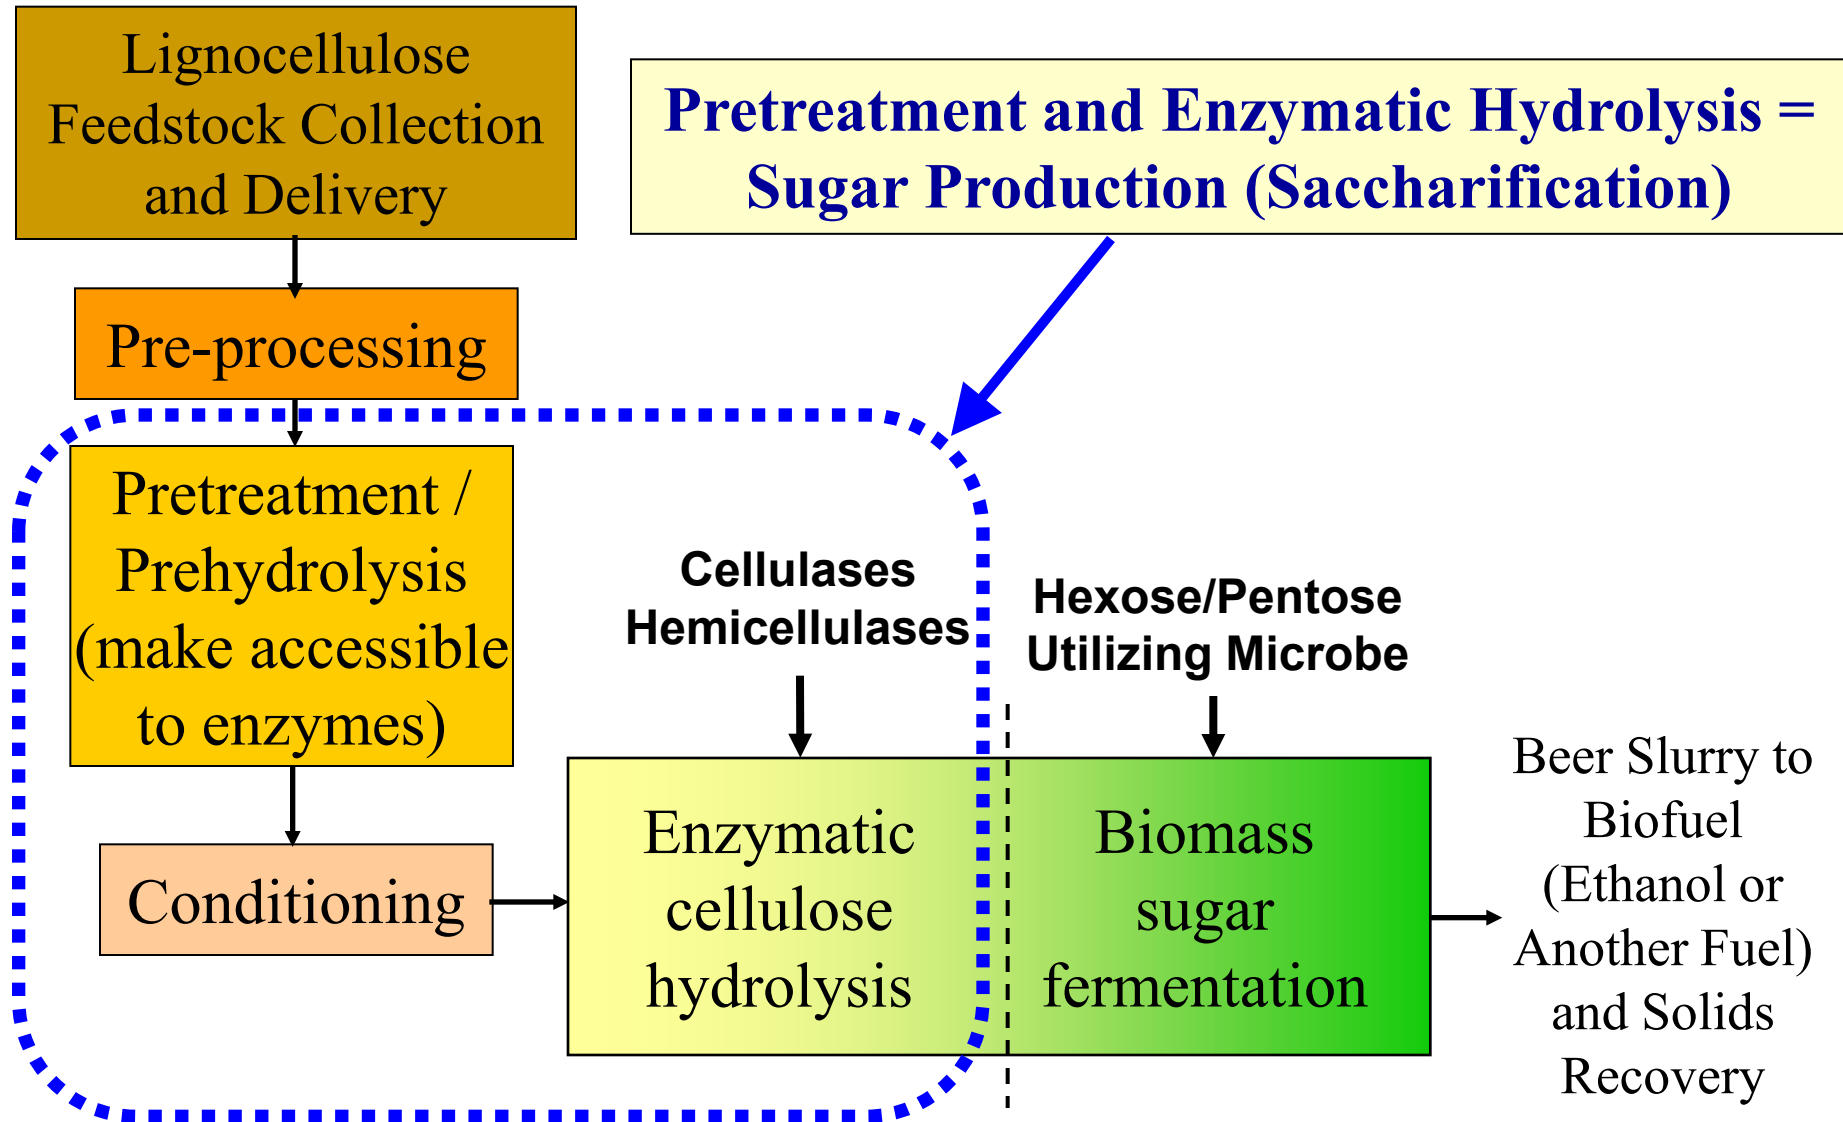 Lignocellulose
Feedstock Collection
and Delivery
Pretreatment and Enzymatic Hydrolysis =
Sugar Production (Saccharification)
Pre-processing
Pretreatment /
Prehydrolysis
(make accessible
to enzymes)
Cellulases
Hemicellulases
Hexose/Pentose
Utilizing Microbe
Conditioning
Enzymatic
cellulose
hydrolysis
Biomass
sugar
fermentation
Beer Slurry to
Biofuel
(Ethanol or
Another Fuel)
and Solids
Recovery